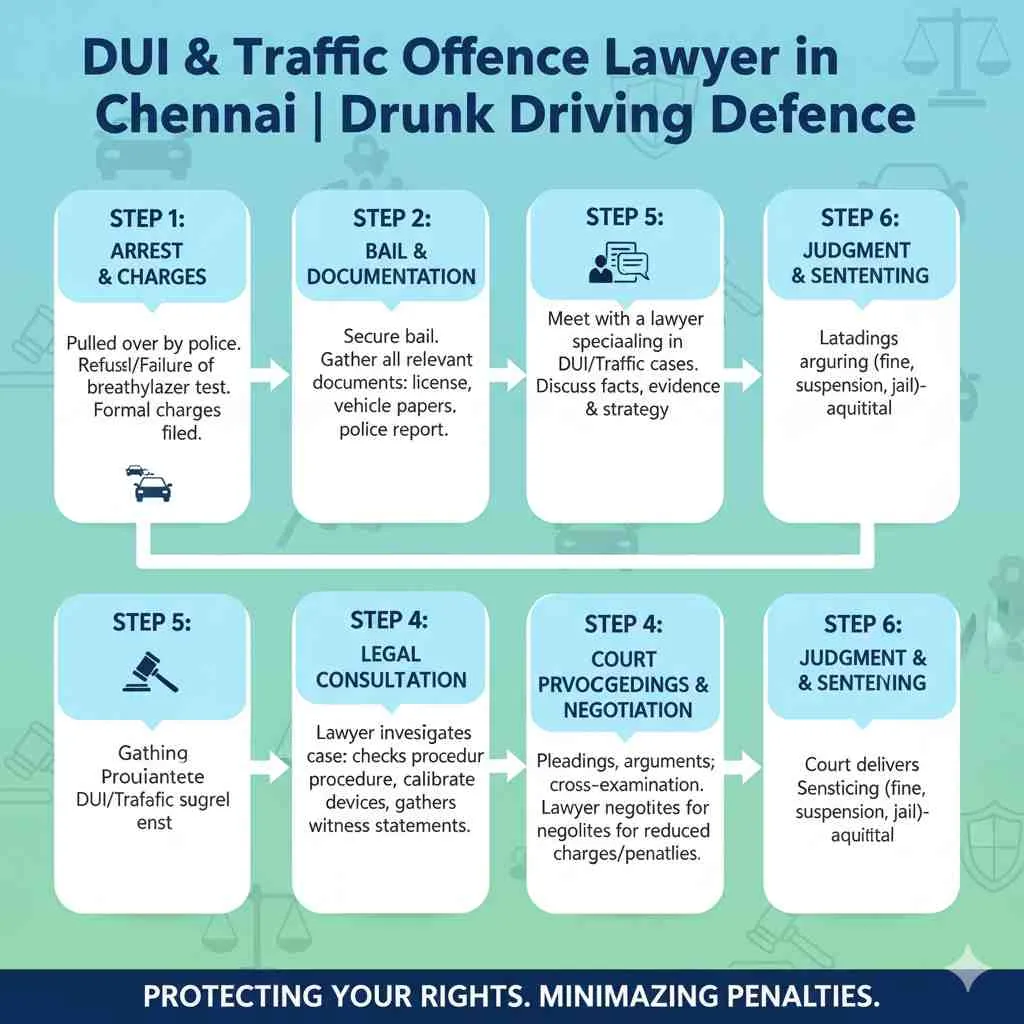 DUI & Traffic Offence Lawyer in
Chennai | Drunk Driving Defence
STEP 1:
ARREST
& CHARGES
Pulled over by police.
Refusl/Failure of
breathylazer test.
Formal charges
filed.
STEP 2:
BAIL &
DOCUMENTATION
Secure bail.
Gather all relevant
documents: license,
vehicle papers.
police report.
STEP 5:
Meet with a lawyer
speciaaling in
DUI/Traffic cases.
Discuss facts, evidence
& strategy
STEP 6:
JUDGMENT
& SENTENTING
Latadings
arguring (fine,
suspension, jail)-
aquitital
STEP 5:
Gathing
Prouiantete
DUI/Trafafic sugrel
enst
STEP 4:
LEGAL
CONSULTATION
Lawyer invesigates
case: checks procedur
procedure, calibrate
devices, gathers
witness statements.
STEP 4:
COURT
PRVOCGEDINGS &
NEGOTIATION
Pleadings, arguments;
cross-examination.
Lawyer negotites for
negolites for reduced
charges/penatlies.
STEP 6:
JUDGMENT &
& SENTENING
Court delivers
Sensticing (fine,
suspension, jail)-
aquitital
PROTECTING YOUR RIGHTS. MINIMAZING PENALTIES.